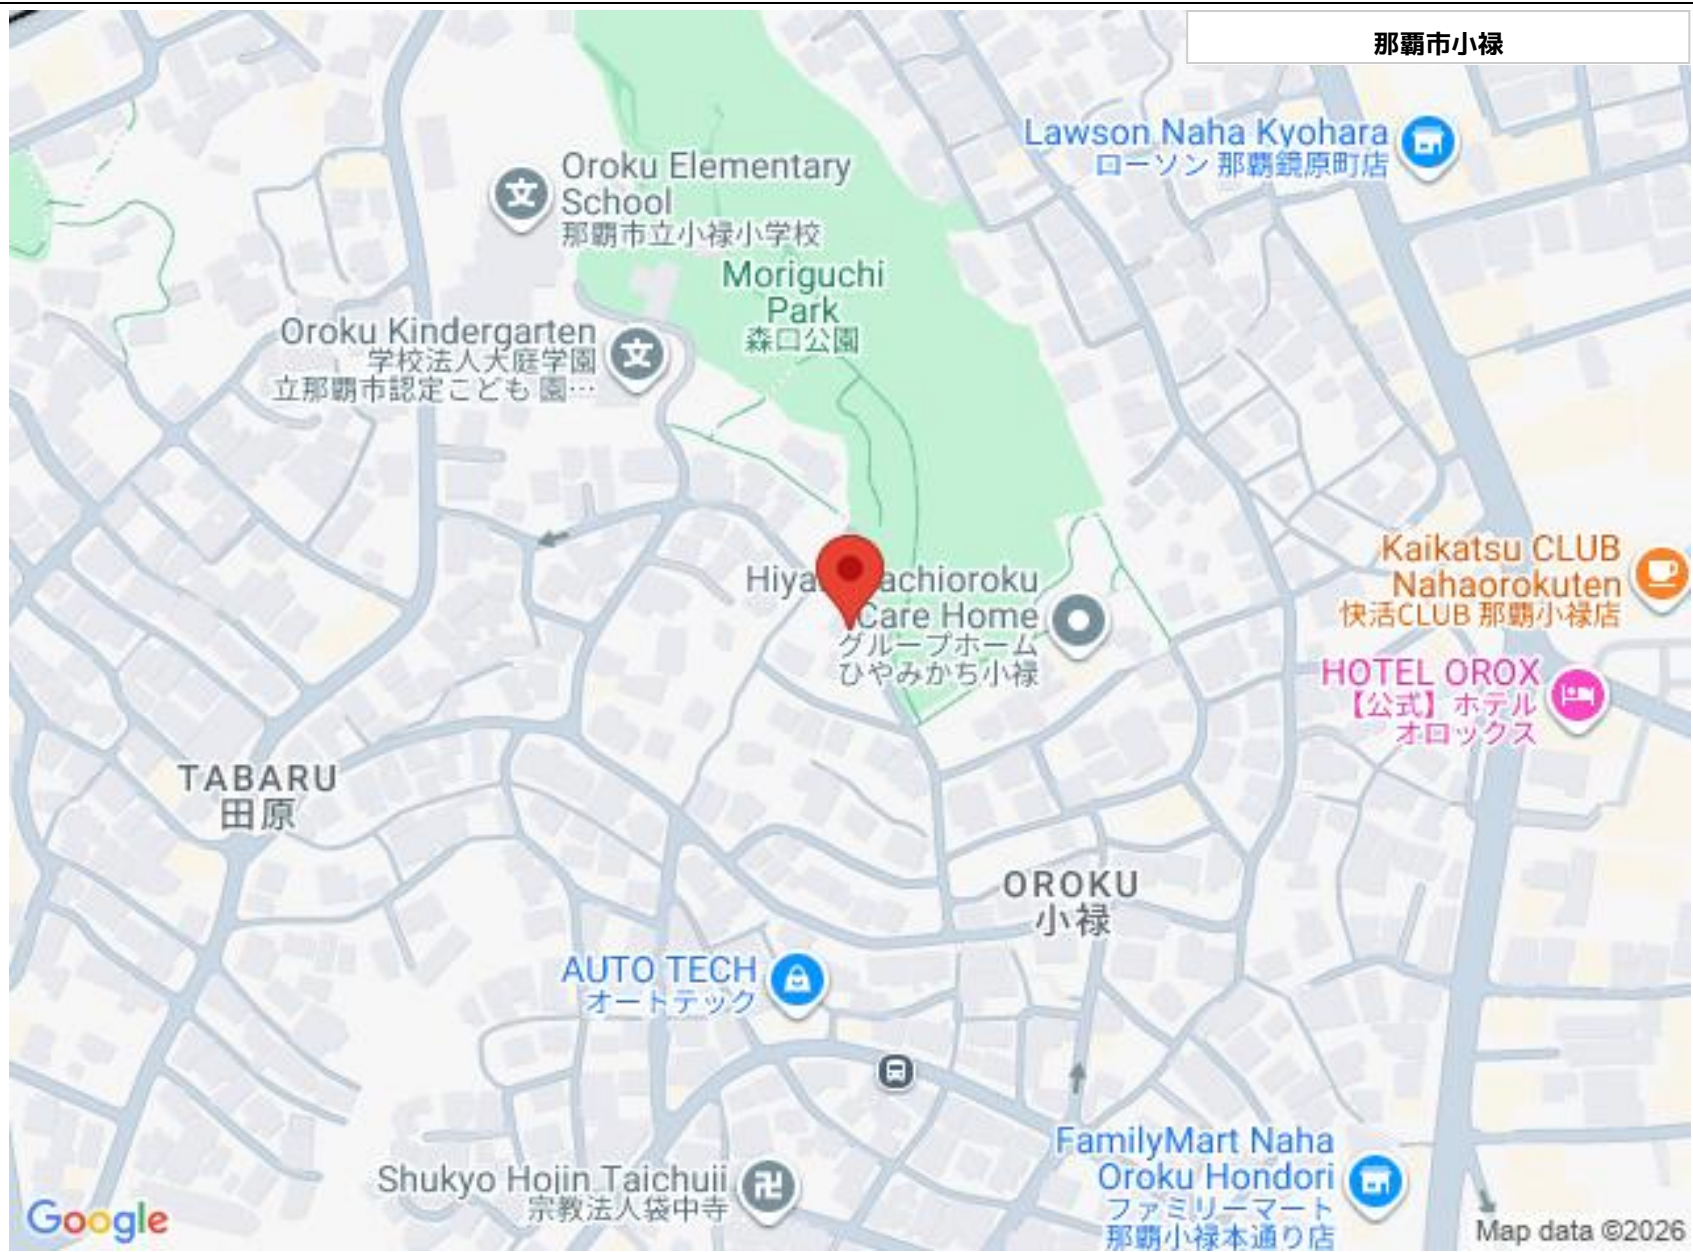 那覇市小禄
Lawson Naha Kyohara
ローソン 那覇鏡原町店
Oroku Elementary
School
那覇市立小禄小学校
Moriguchi
Park
森口公園
Oroku Kindergarten
学校法人大庭学園
立那覇市認定こども 園…
Kaikatsu CLUB
Nahaorokuten
快活CLUB 那覇小禄店
achioroku
Care Home
グループホーム
ひやみかち小禄
HOTEL OROX
【公式】ホテル
オロックス
TABARU
田原
OROKU
小禄
AUTO TECH
オートテック
FamilyMart Naha
Oroku Hondori
ファミリーマート
那覇小禄本通り店
Shukyo Hojin Taichuji
宗教法人袋中寺
Google
Map data ©2026